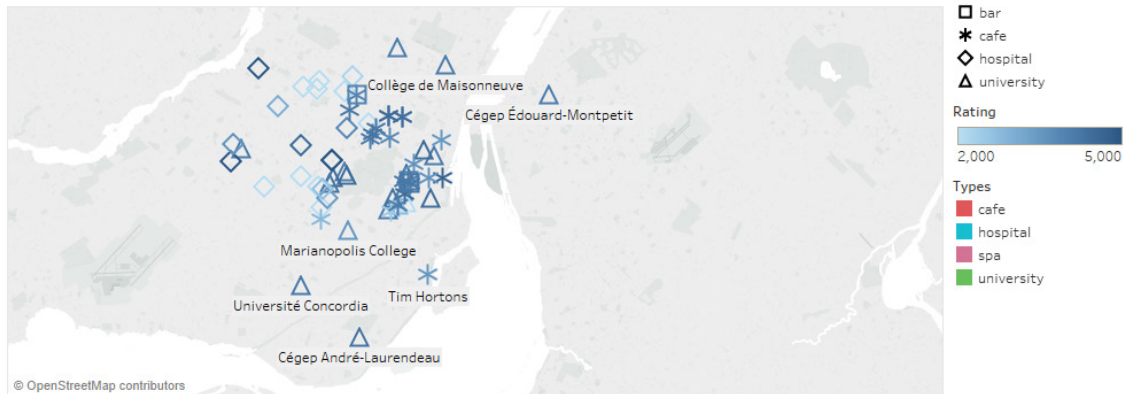 Collège de Maisonneuve
Cégep Édouard-Montpetit
Marianopolis College
Université Concordia
Tim Hortons
Cégep André-Laurendeau
© OpenStreetMap contributors
bar
cafe
hospital
university
Rating
2,000 5,000
Types
cafe
hospital
spa
university